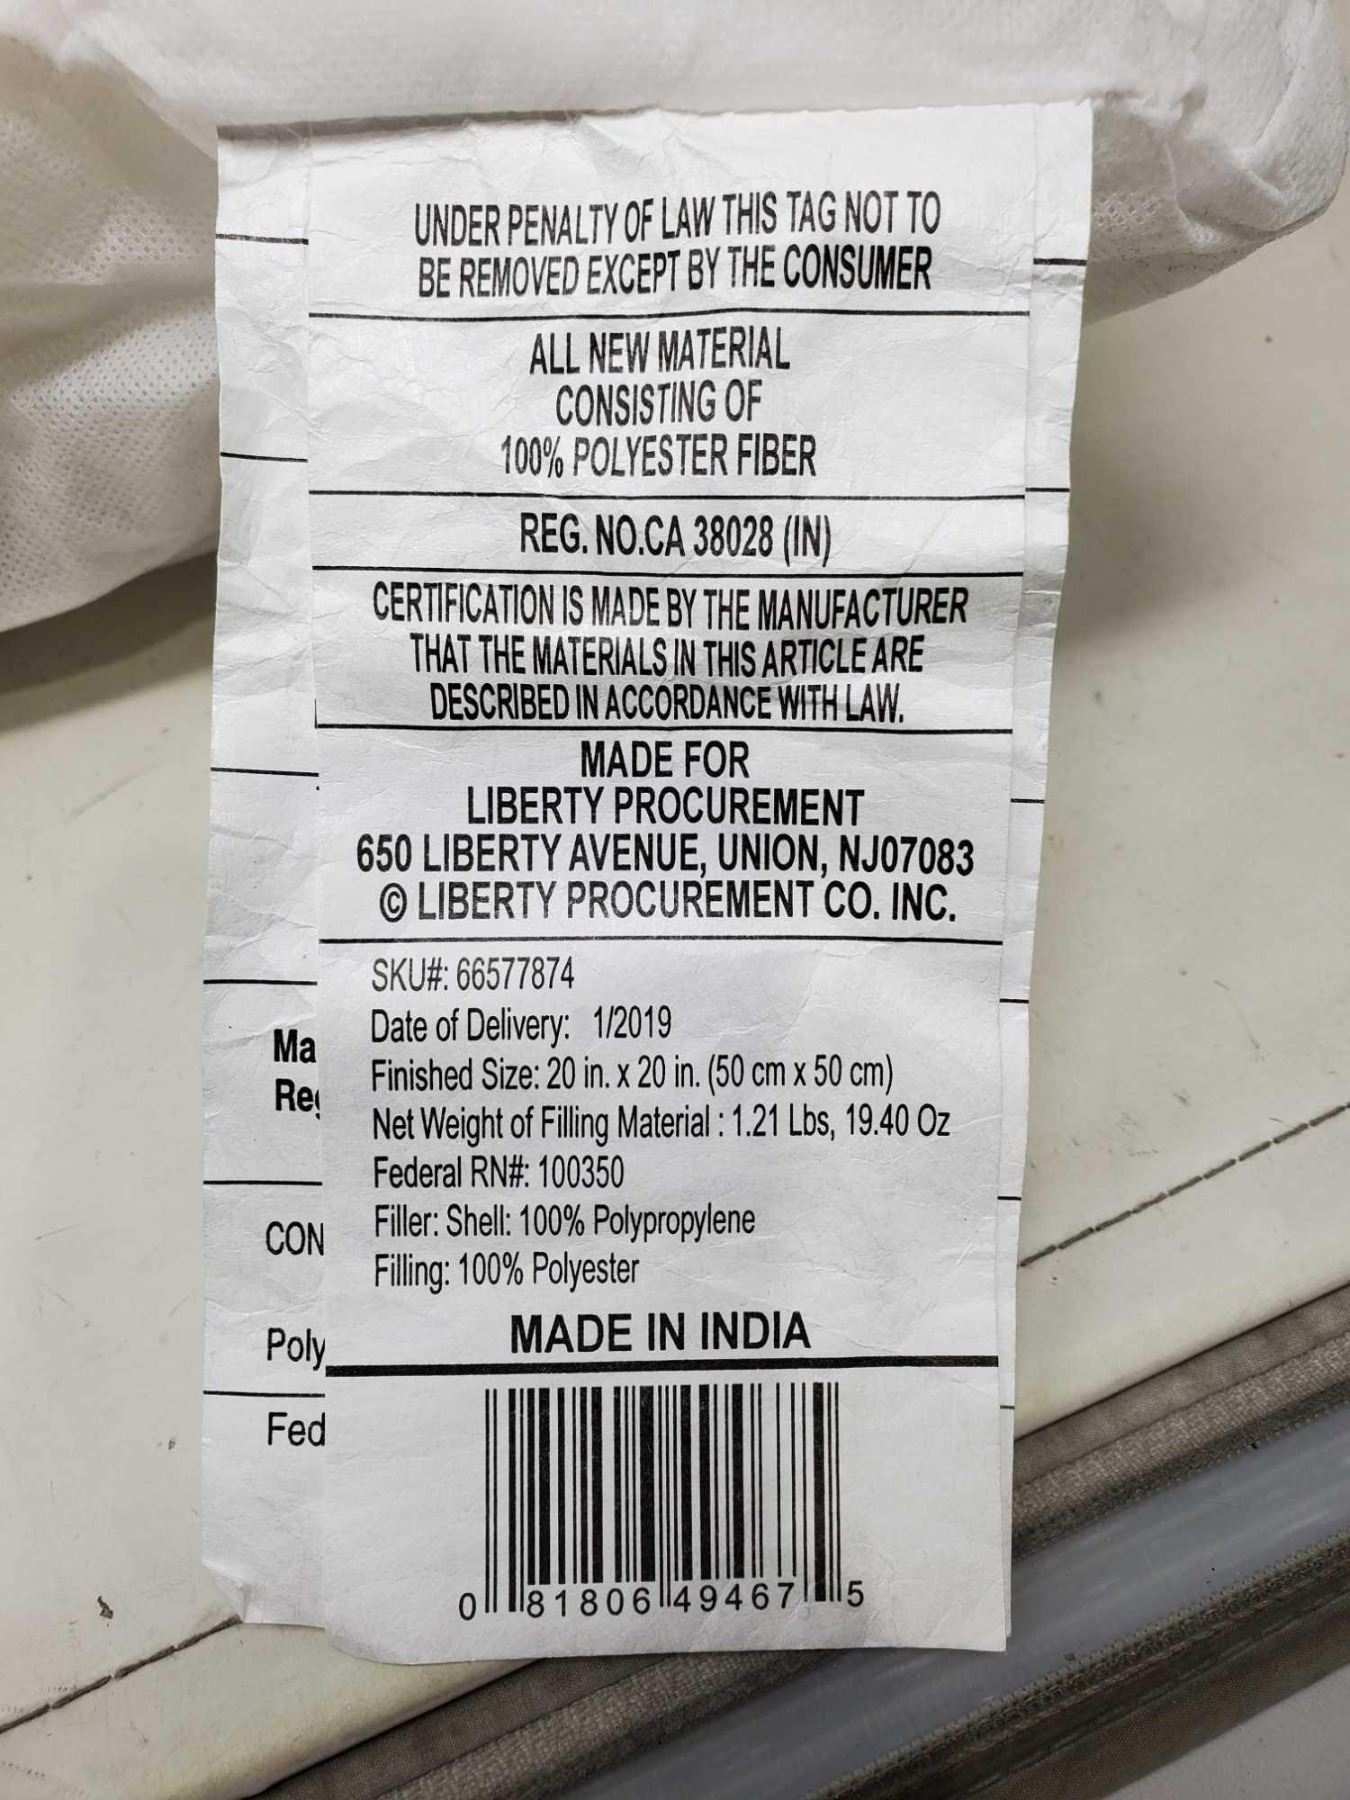 UNDER PENALTY OF LAW THIS TAG NOT TO
BE REMOVED EXCEPT BY THE CONSUMER
ALL NEW MATERIAL
CONSISTING OF
100% POLYESTER FIBER
REG. NO.CA 38028 (IN)
CERTIFICATION IS MADE BY THE MANUFACTURER
THAT THE MATERIALS IN THIS ARTICLE ARE
DESCRIBED IN ACCORDANCE WITH LAW.
MADE FOR
LIBERTY PROCUREMENT
650 LIBERTY AVENUE, UNION, NJ07083
© LIBERTY PROCUREMENT CO. INC.
SKU#: 66577874
Date of Delivery: 1/2019
Finished Size: 20 in. x 20 in. (50 cm x 50 cm)
Net Weight of Filling Material : 1.21 Lbs, 19.40 Oz
Federal RN#: 100350
Filler: Shell: 100% Polypropylene
Filling: 100% Polyester
MADE IN INDIA
0 81806 49467 5
Ma
Re
CON
Poly
Fed